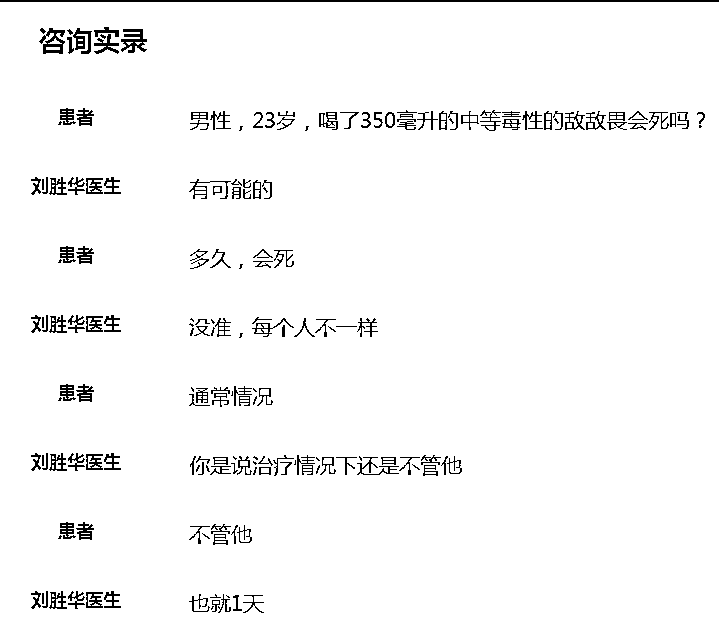 咨询实录
患者 男性，23岁，喝了350毫升的中等毒性的敌敌畏会死吗？
刘胜华医生 有可能的
患者 多久，会死
刘胜华医生 没准，每个人不一样
患者 通常情况
刘胜华医生 你是说治疗情况下还是不管他
患者 不管他
刘胜华医生 也就1天